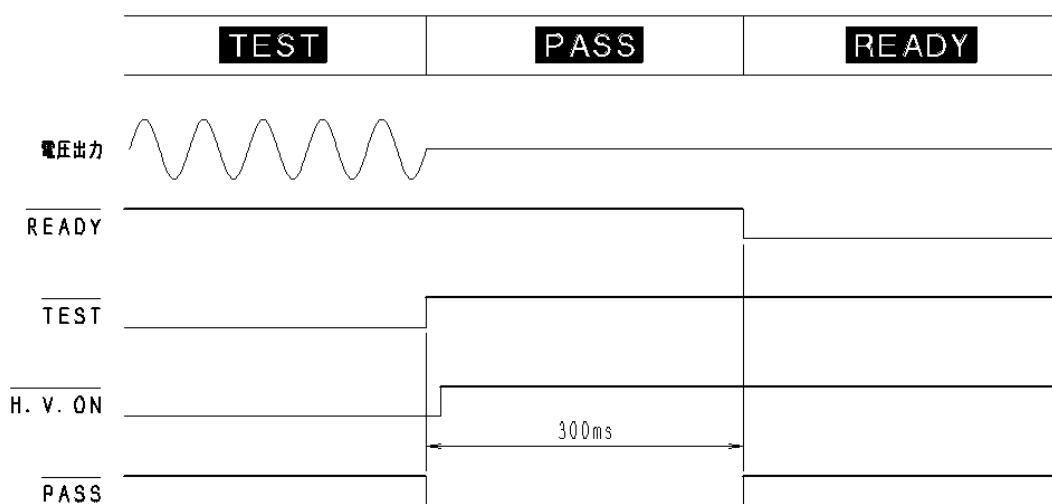 TEST PASS READY
電圧出力
READY
TEST
H. V. ON
300ms
PASS